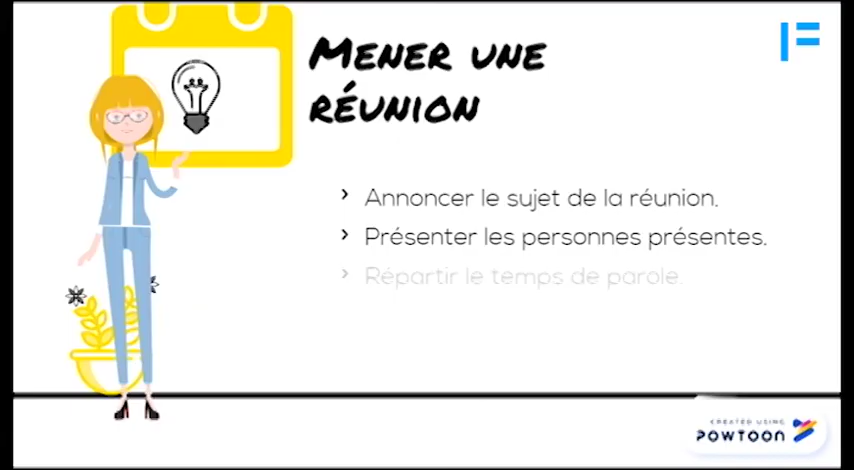 Mener une
réunion
› Annoncer le sujet de la réunion.
› Présenter les personnes présentes.
› Répartir le temps de parole.
CREATED USING
POWTOON